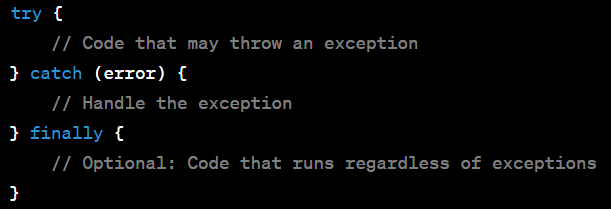 try {
    // Code that may throw an exception
} catch (error) {
    // Handle the exception
} finally {
    // Optional: Code that runs regardless of exceptions
}